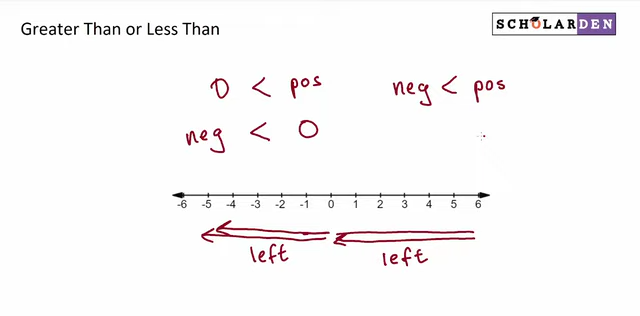 Greater Than or Less Than
SCHOLARDEN
0 < pos
neg < pos
neg < 0
-6 -5 -4 -3 -2 -1 0 1 2 3 4 5 6
left
left